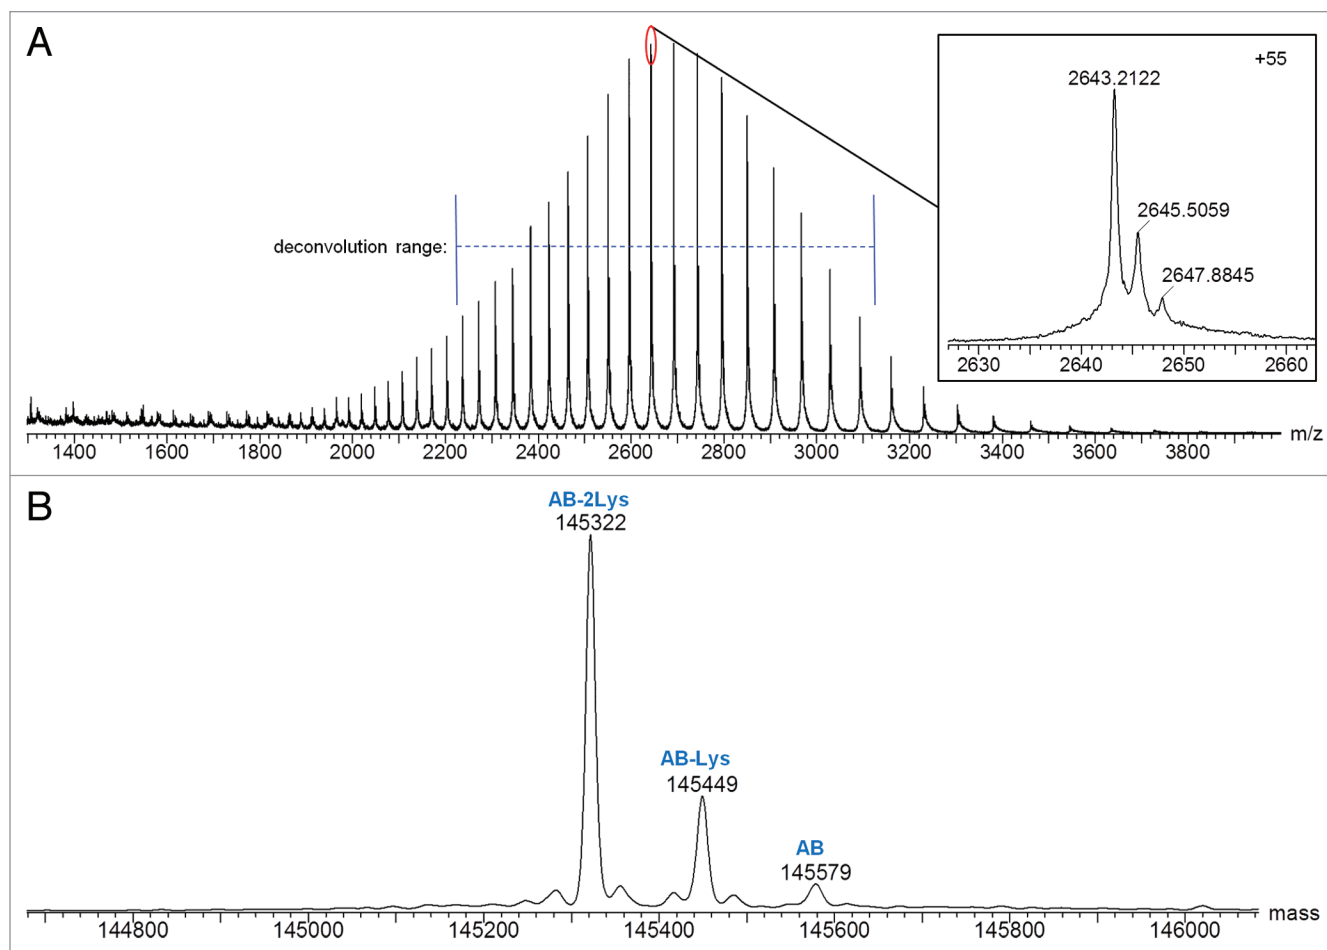 A
+55
2643.2122
2645.5059
2647.8845
2630 2640 2650 2660
deconvolution range:
1400 1600 1800 2000 2200 2400 2600 2800 3000 3200 3400 3600 3800 m/z
B
AB-2Lys
145322
AB-Lys
145449
AB
145579
144800 145000 145200 145400 145600 145800 146000 mass